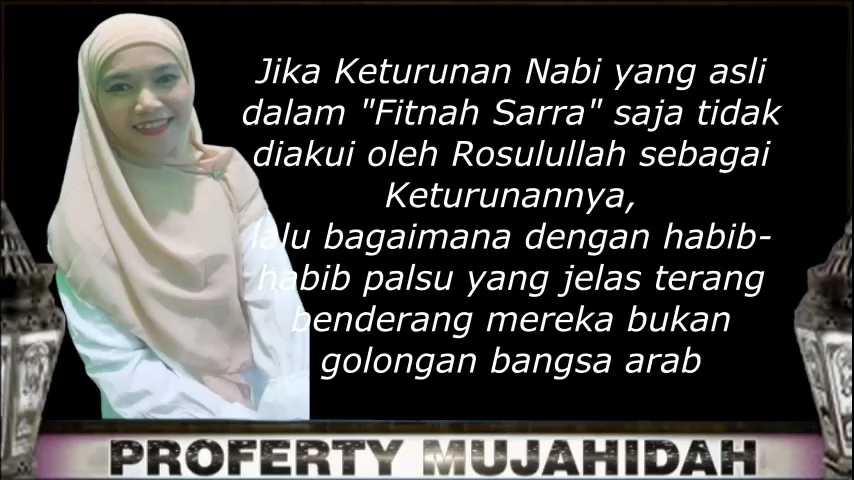 Jika Keturunan Nabi yang asli
dalam "Fitnah Sarra" saja tidak
diakui oleh Rosulullah sebagai
Keturunannya,
lalu bagaimana dengan habib-
habib palsu yang jelas terang
benderang mereka bukan
golongan bangsa arab
PROFERTY MUJAHIDAH